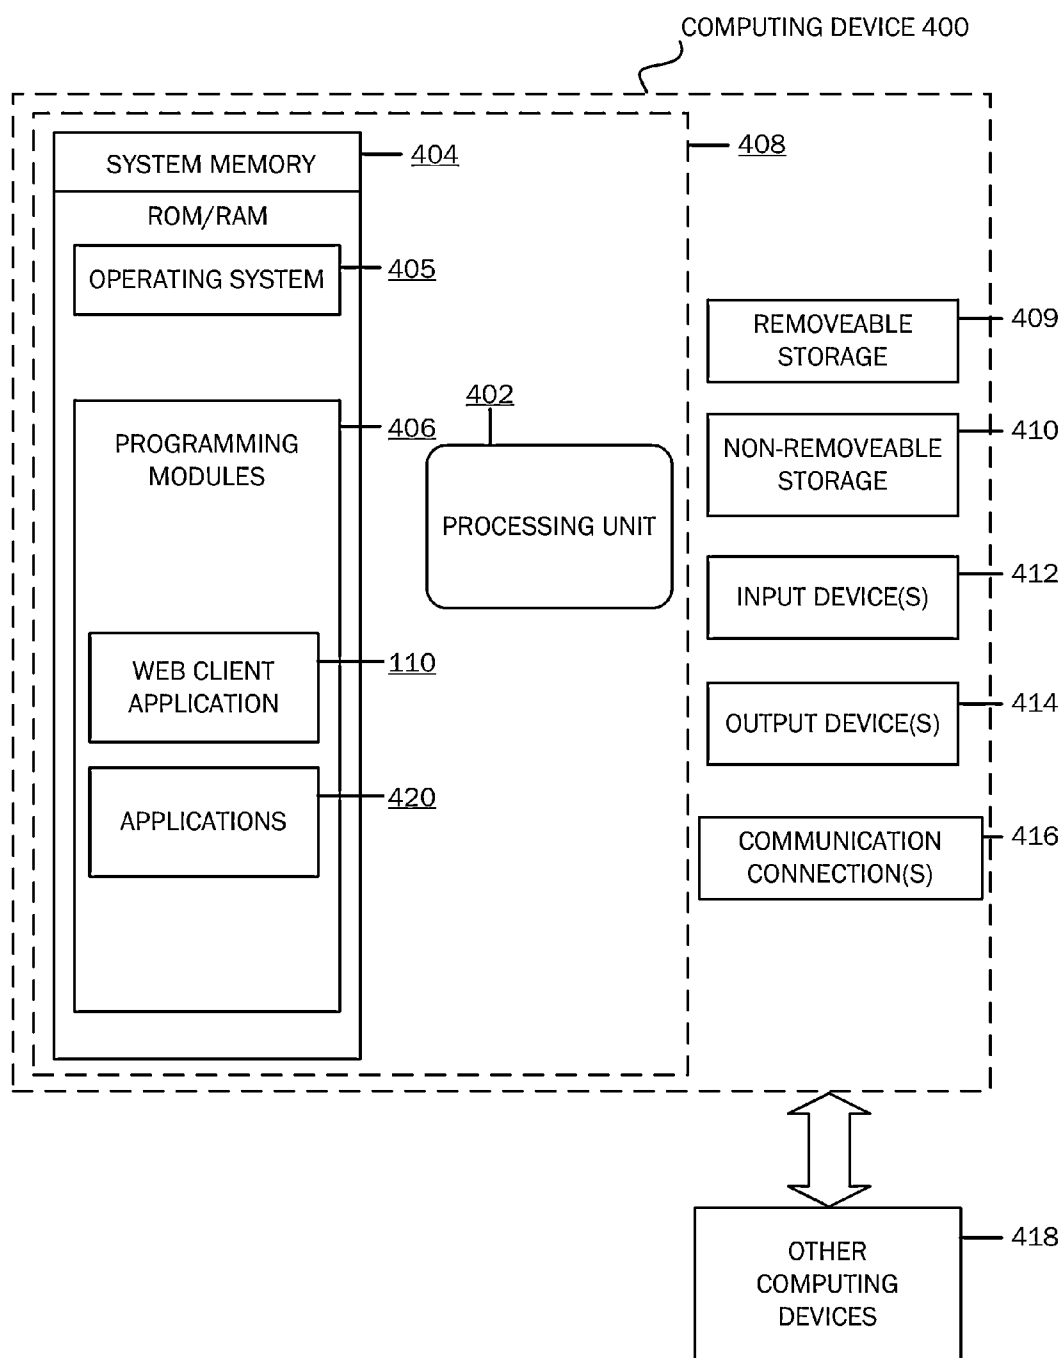 COMPUTING DEVICE 400
SYSTEM MEMORY
404
408
ROM/RAM
OPERATING SYSTEM
405
REMOVEABLE
STORAGE
409
402
PROGRAMMING
MODULES
406
NON-REMOVEABLE
STORAGE
410
PROCESSING UNIT
INPUT DEVICE(S)
412
WEB CLIENT
APPLICATION
110
OUTPUT DEVICE(S)
414
APPLICATIONS
420
COMMUNICATION
CONNECTION(S)
416
OTHER
COMPUTING
DEVICES
418